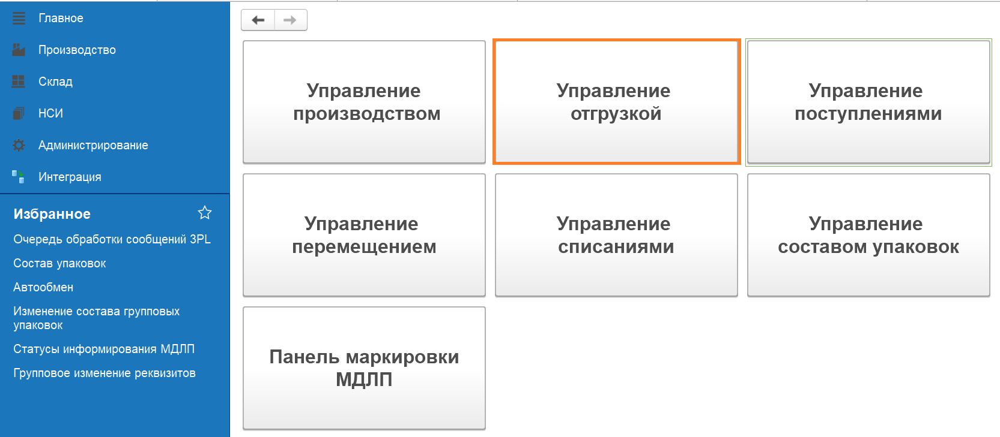 Главное
Производство
Склад
НСИ
Администрирование
Интеграция
Избранное
Очередь обработки сообщений 3PL
Состав упаковок
Автообмен
Изменение состава групповых
упаковок
Статусы информирования МДЛП
Групповое изменение реквизитов
Управление
производством
Управление
отгрузкой
Управление
поступлениями
Управление
перемещением
Управление
списаниями
Управление
составом упаковок
Панель маркировки
МДЛП